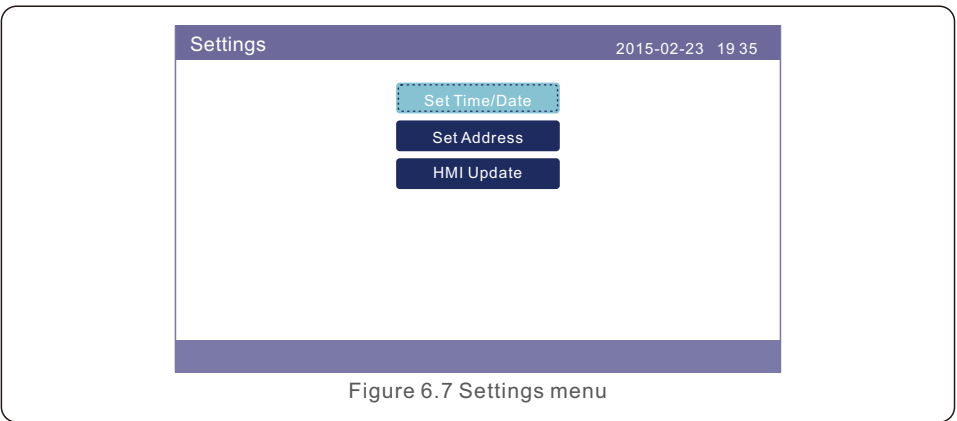 Settings
2015-02-23 19 35
Set Time/Date
Set Address
HMI Update
Figure 6.7 Settings menu